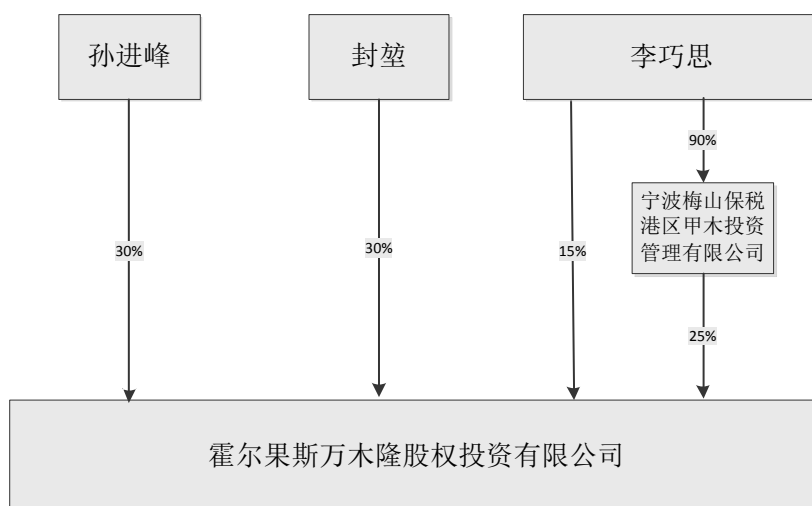 孙进峰
封堃
李巧思
90%
宁波梅山保税
港区甲木投资
管理有限公司
30%
30%
15%
25%
霍尔果斯万木隆股权投资有限公司